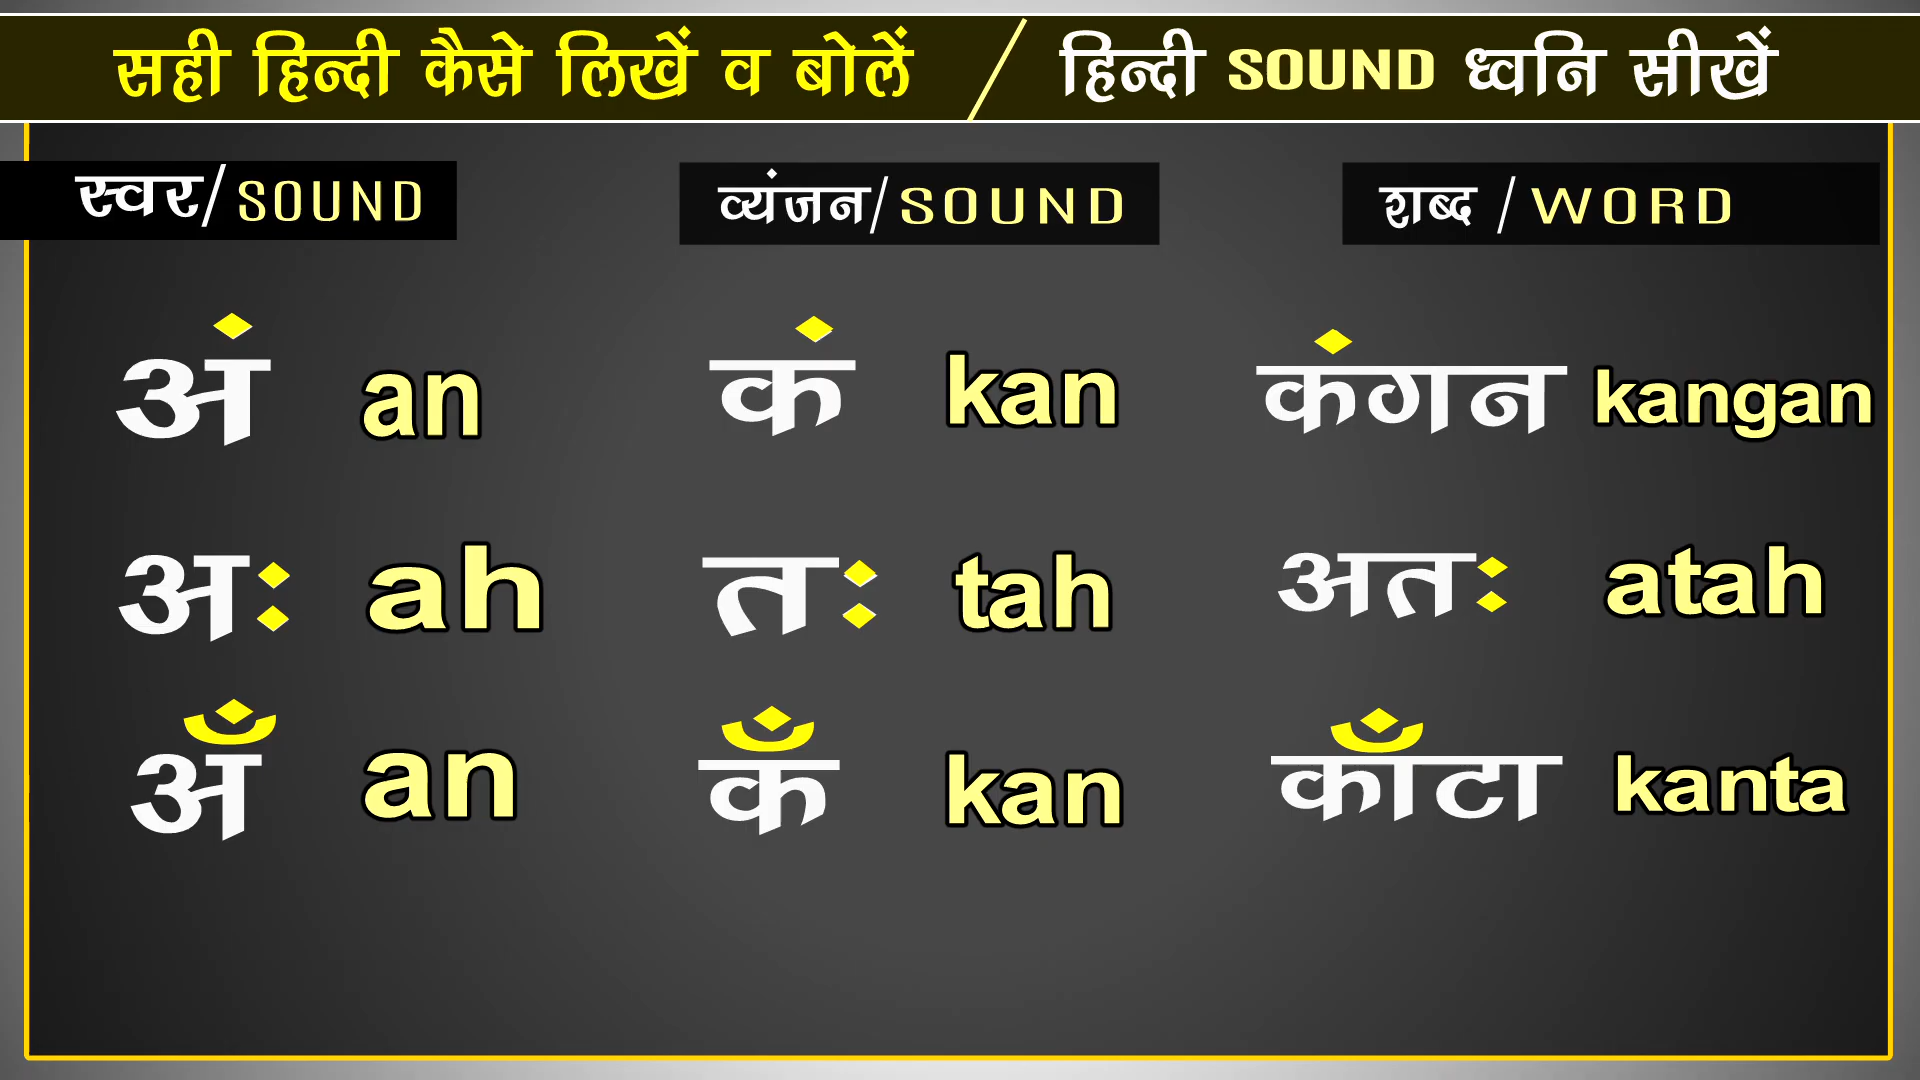 सही हिन्दी कैसे लिखें व बोलें / हिन्दी SOUND ध्वनि सीखें
स्वर/SOUND व्यंजन/SOUND शब्द /WORD
अं an कं kan कंगन kangan
अः ah तः tah अतः atah
अँ an कँ kan काँटा kanta